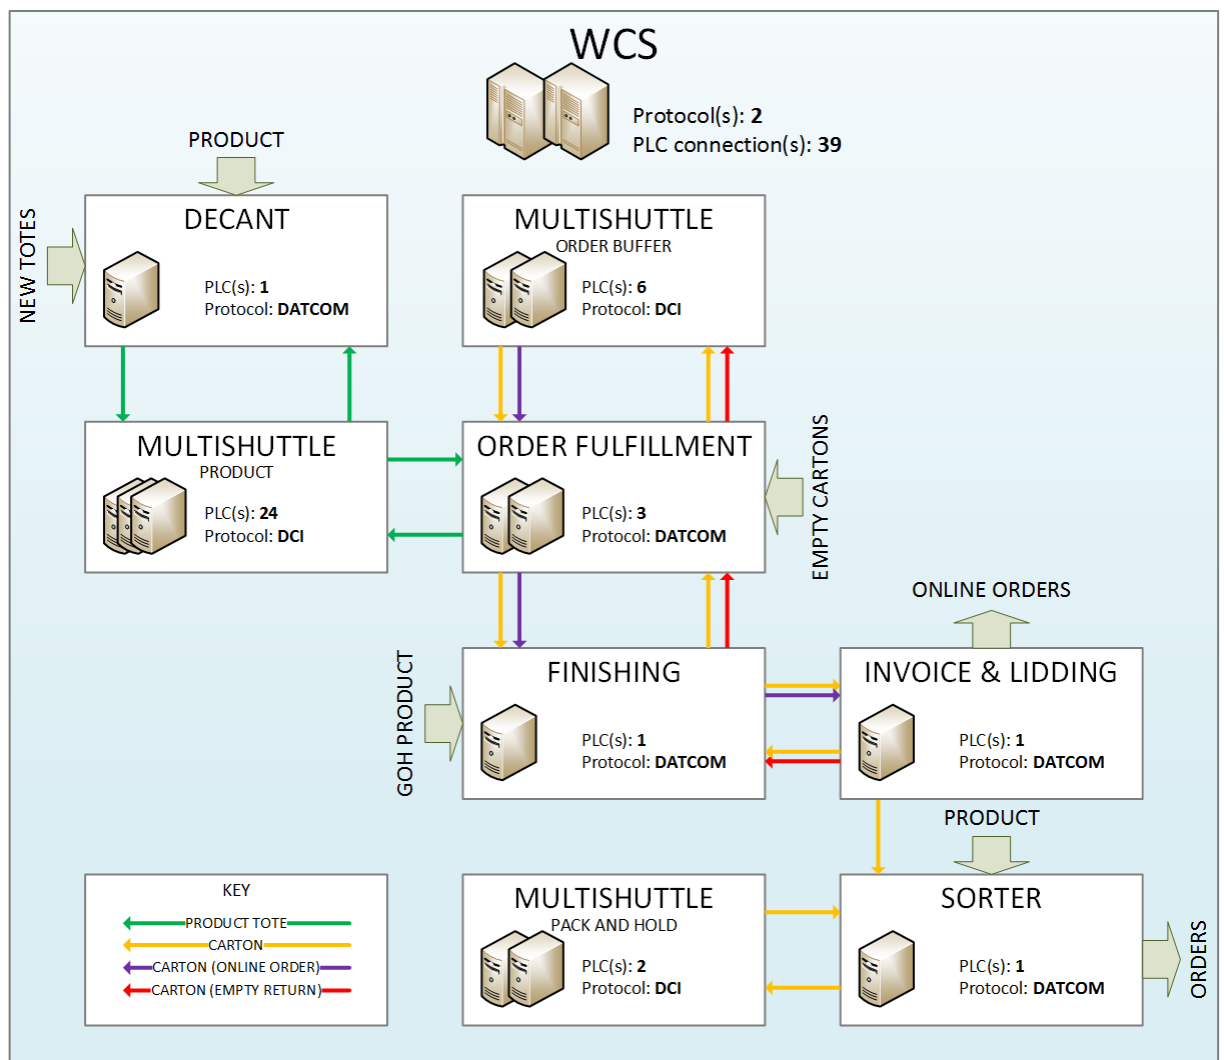 WCS
Protocol(s): 2
PLC connection(s): 39
PRODUCT
NEW TOTES
DECANT
PLC(s): 1
Protocol: DATCOM
MULTISHUTTLE
ORDER BUFFER
PLC(s): 6
Protocol: DCI
MULTISHUTTLE
PRODUCT
PLC(s): 24
Protocol: DCI
ORDER FULFILLMENT
PLC(s): 3
Protocol: DATCOM
EMPTY CARTONS
GOH PRODUCT
FINISHING
PLC(s): 1
Protocol: DATCOM
ONLINE ORDERS
INVOICE & LIDDING
PLC(s): 1
Protocol: DATCOM
KEY
PRODUCT TOTE
CARTON
CARTON (ONLINE ORDER)
CARTON (EMPTY RETURN)
MULTISHUTTLE
PACK AND HOLD
PLC(s): 2
Protocol: DCI
PRODUCT
SORTER
PLC(s): 1
Protocol: DATCOM
ORDERS